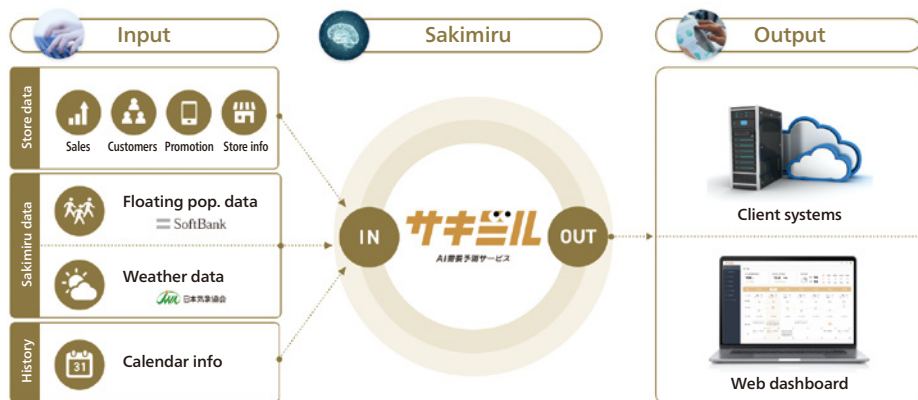 Input
Sakimiru
Output
Store data
Sales
Customers
Promotion
Store info
Sakimiru data
Floating pop. data
SoftBank
Weather data
日本気象協会
History
31
Calendar info
IN
サキミル
AI需要予測サービス
OUT
Client systems
Web dashboard